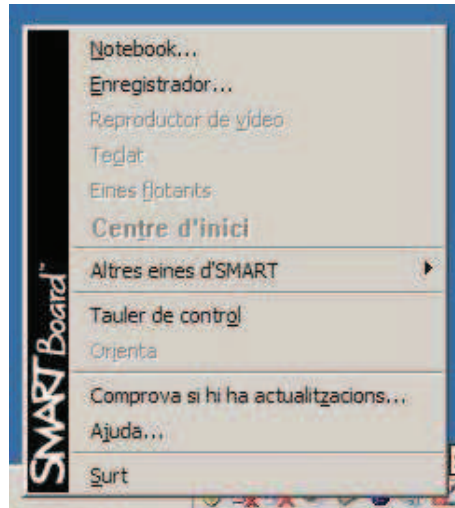 Notebook...
Enregistrador...
Reproductor de vídeo
Teclat
Eines flotants
Centre d'inici
Altres eines d'SMART
Tauler de control
Orienta
Comprova si hi ha actualitzacions...
Ajuda...
Surt
SMART Board™